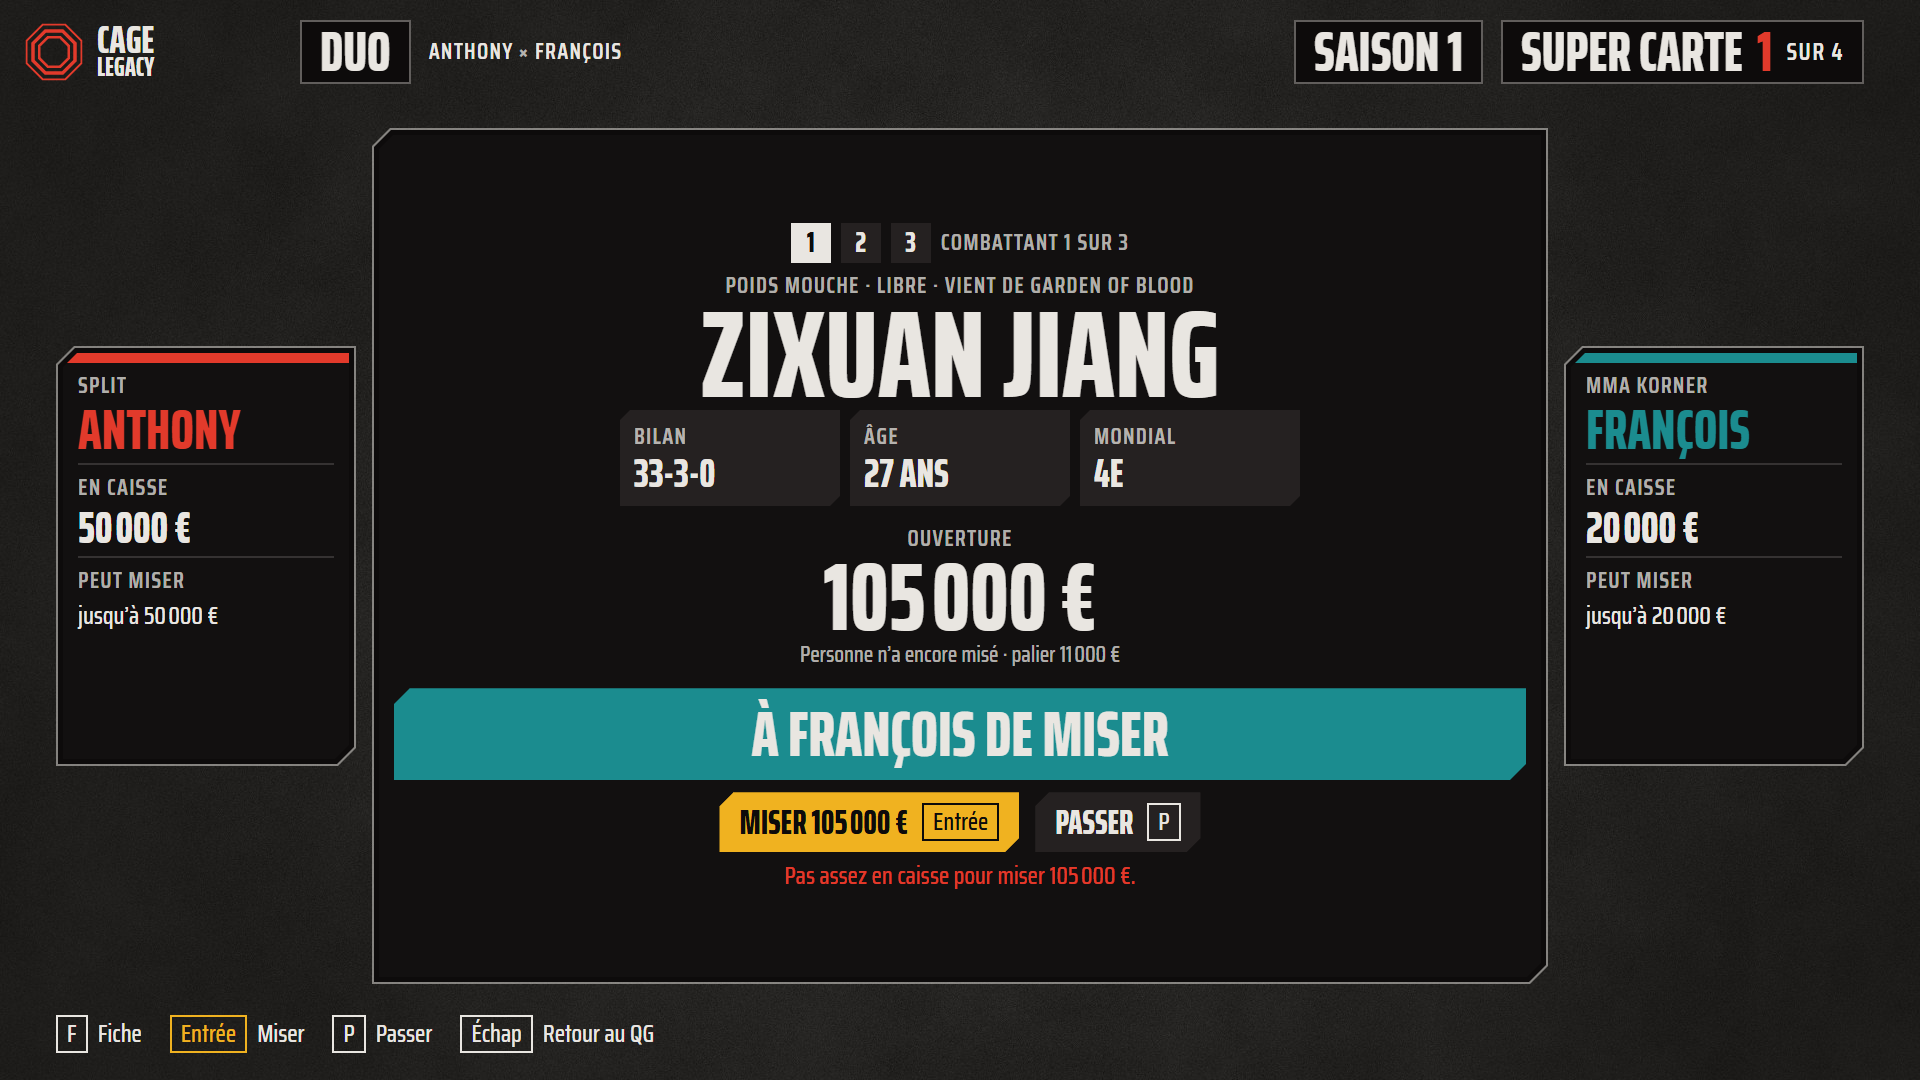 CAGE
LEGACY
DUO
ANTHONY × FRANÇOIS
SAISON 1
SUPER CARTE 1 SUR 4
1 2 3 COMBATTANT 1 SUR 3
POIDS MOUCHE · LIBRE · VIENT DE GARDEN OF BLOOD
ZIXUAN JIANG
BILAN
33-3-0
ÂGE
27 ANS
MONDIAL
4E
OUVERTURE
105 000 €
Personne n’a encore misé · palier 11 000 €
À FRANÇOIS DE MISER
MISER 105 000 € Entrée
PASSER P
Pas assez en caisse pour miser 105 000 €.
SPLIT
ANTHONY
EN CAISSE
50 000 €
PEUT MISER
jusqu’à 50 000 €
MMA KORNER
FRANÇOIS
EN CAISSE
20 000 €
PEUT MISER
jusqu’à 20 000 €
F Fiche Entrée Miser P Passer Échap Retour au QG